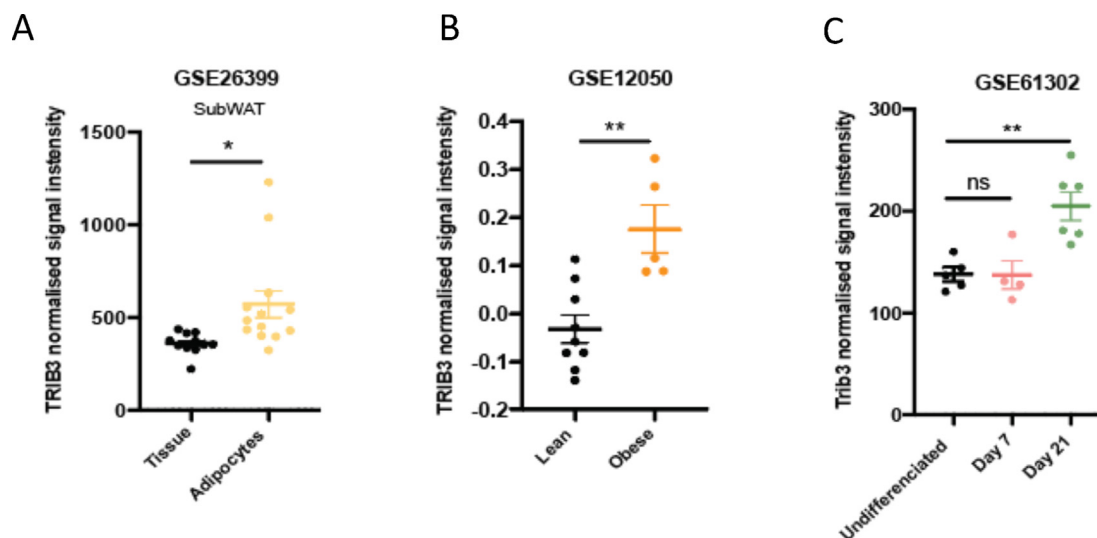 A
GSE26399
SubWAT
TRIB3 normalised signal instensity
1500
1000
500
0
*
Tissue
Adipocytes
B
GSE12050
TRIB3 normalised signal instensity
0.4
0.3
0.2
0.1
0.0
-0.1
-0.2
**
Lean
Obese
C
GSE61302
Trib3 normalised signal instensity
300
200
100
0
**
ns
Undifferenciated
Day 7
Day 21